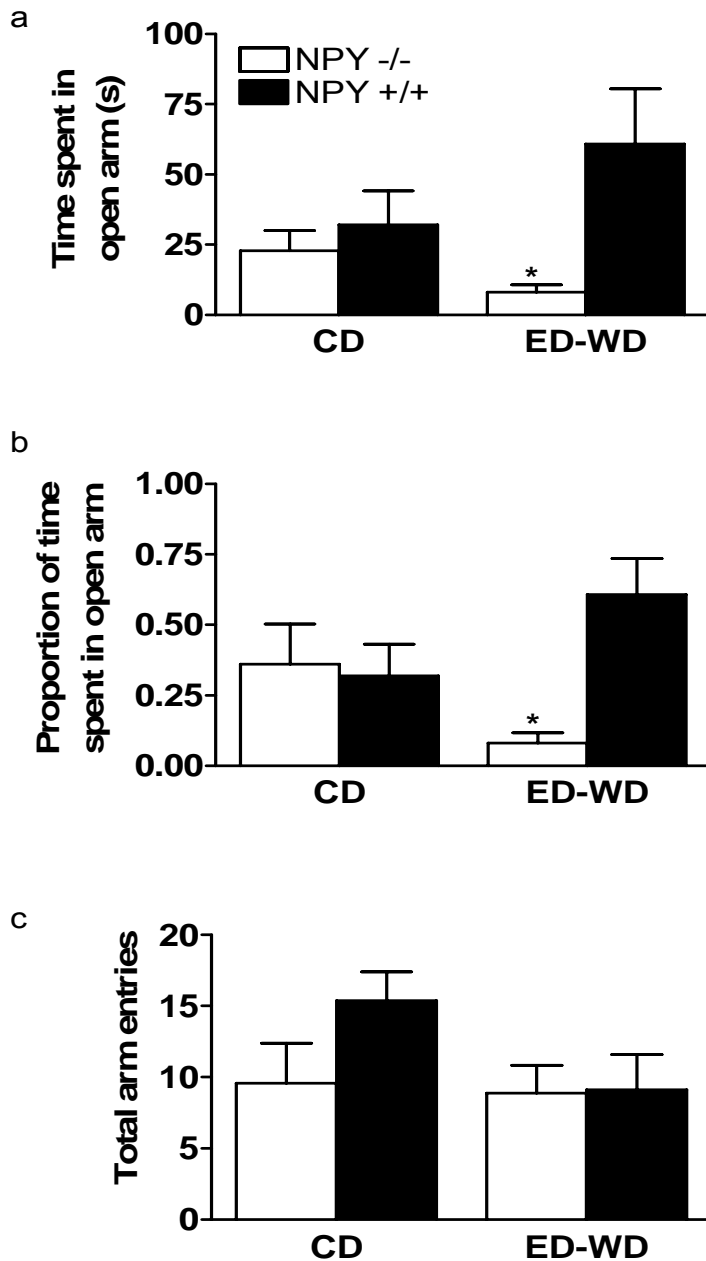 a
Time spent in
open arm (s)
100
75
50
25
0
NPY -/-
NPY +/+
*
CD
ED-WD
b
Proportion of time
spent in open arm
1.00
0.75
0.50
0.25
0.00
*
CD
ED-WD
c
Total arm entries
20
15
10
5
0
CD
ED-WD